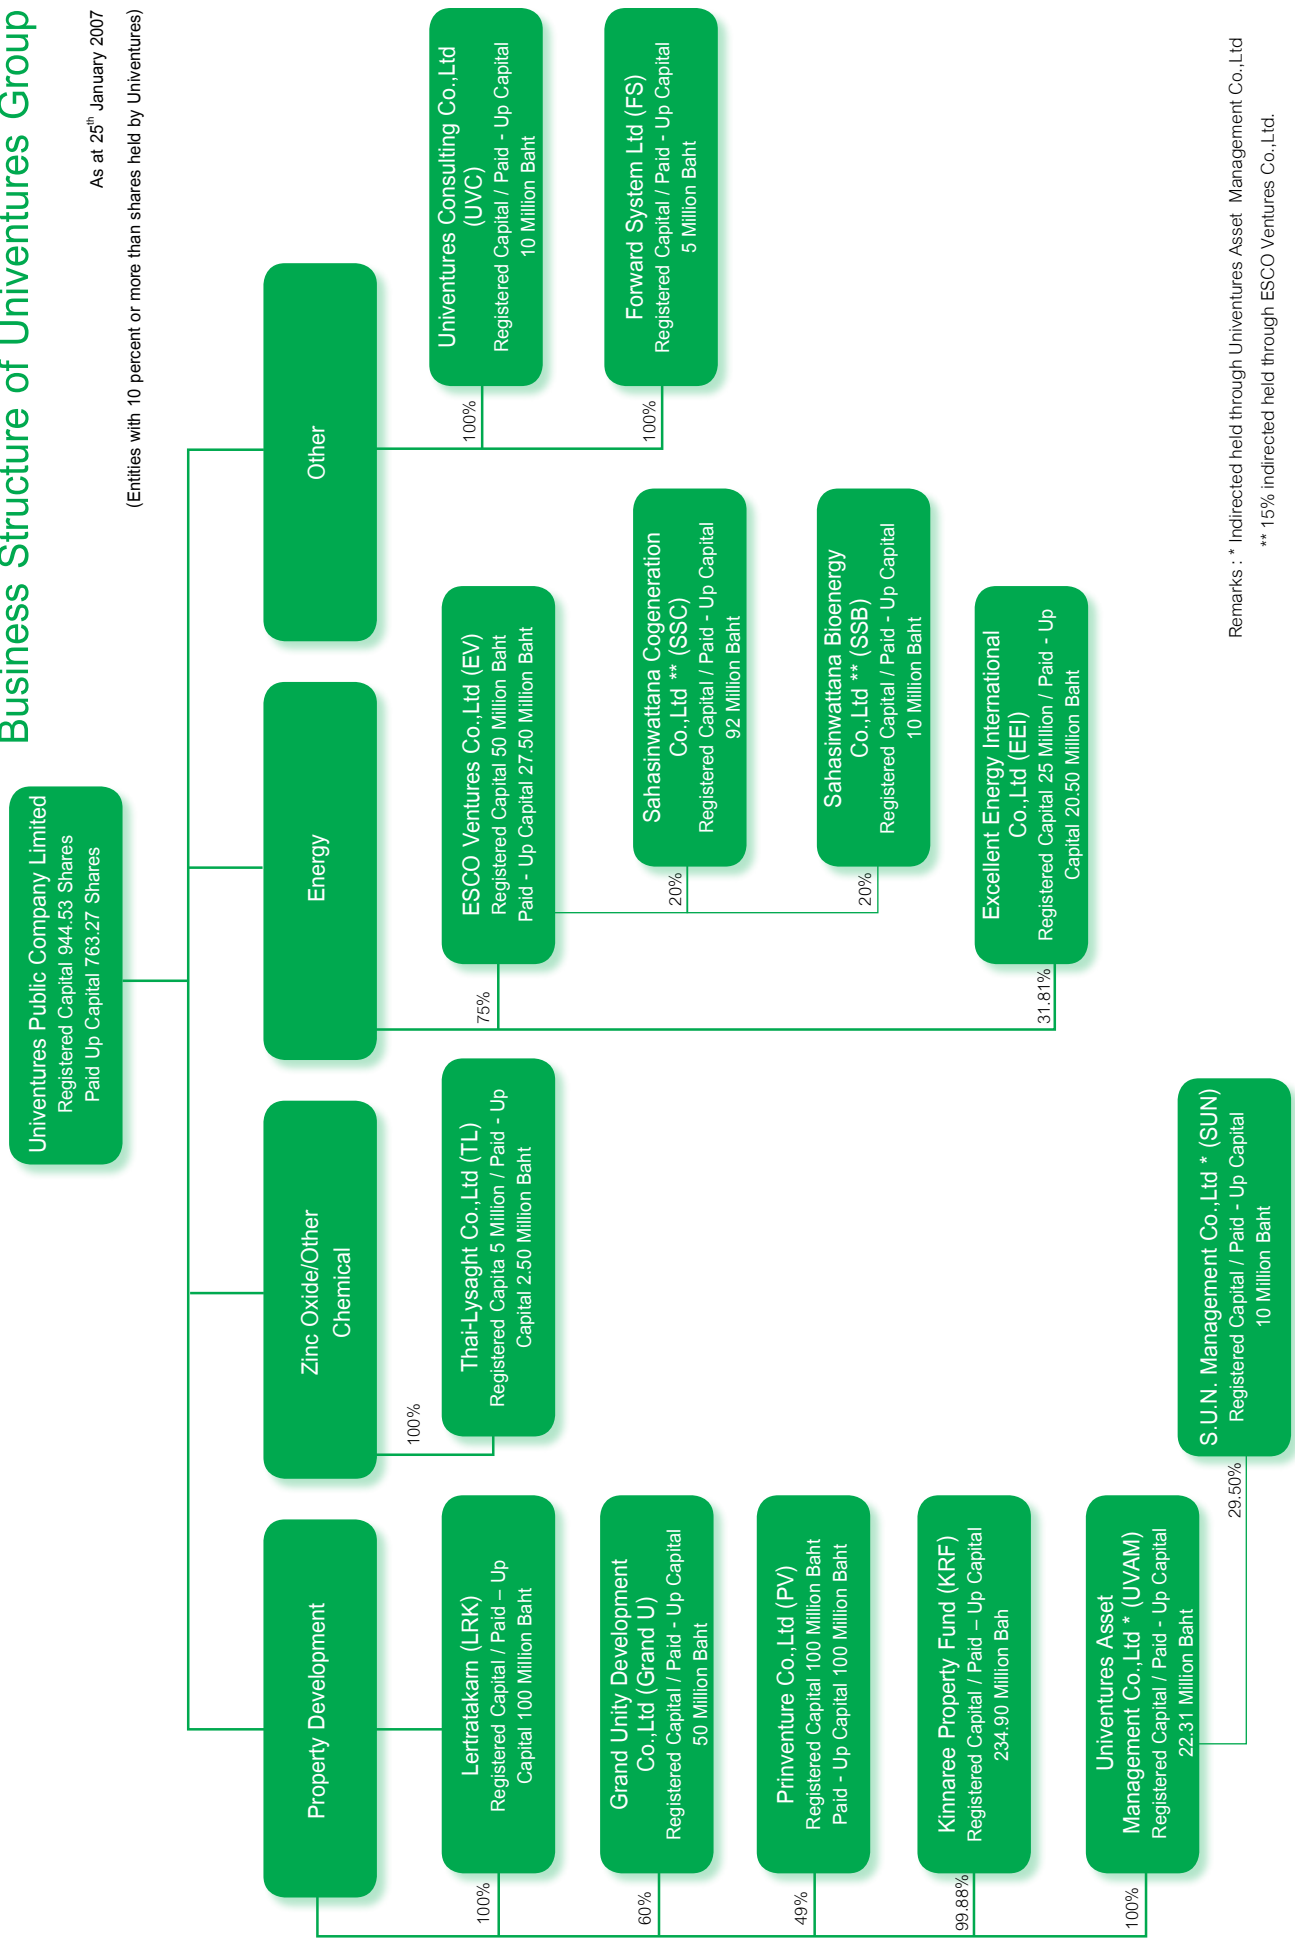 Business Structure of Univentures Group
As at 25th January 2007
(Entities with 10 percent or more than shares held by Univentures)
Univentures Public Company Limited
Registered Capital 944.53 Shares
Paid Up Capital 763.27 Shares
Property Development
Zinc Oxide/Other
Chemical
Energy
Other
100%
Lertratakarn (LRK)
Registered Capital / Paid – Up
Capital 100 Million Baht
60%
Grand Unity Development
Co.,Ltd (Grand U)
Registered Capital / Paid - Up Capital
50 Million Baht
49%
Prinventure Co.,Ltd (PV)
Registered Capital 100 Million Baht
Paid - Up Capital 100 Million Baht
99.88%
Kinnaree Property Fund (KRF)
Registered Capital / Paid – Up Capital
234.90 Million Bah
100%
Univentures Asset
Management Co.,Ltd * (UVAM)
Registered Capital / Paid - Up Capital
22.31 Million Baht
29.50%
S.U.N. Management Co.,Ltd * (SUN)
Registered Capital / Paid - Up Capital
10 Million Baht
100%
Thai-Lysaght Co.,Ltd (TL)
Registered Capita 5 Million / Paid - Up
Capital 2.50 Million Baht
75%
ESCO Ventures Co.,Ltd (EV)
Registered Capital 50 Million Baht
Paid - Up Capital 27.50 Million Baht
20%
Sahasinwattana Cogeneration
Co.,Ltd ** (SSC)
Registered Capital / Paid - Up Capital
92 Million Baht
20%
Sahasinwattana Bioenergy
Co.,Ltd ** (SSB)
Registered Capital / Paid - Up Capital
10 Million Baht
31.81%
Excellent Energy International
Co.,Ltd (EEI)
Registered Capital 25 Million / Paid - Up
Capital 20.50 Million Baht
100%
Univentures Consulting Co.,Ltd
(UVC)
Registered Capital / Paid - Up Capital
10 Million Baht
100%
Forward System Ltd (FS)
Registered Capital / Paid - Up Capital
5 Million Baht
Remarks : * Indirected held through Univentures Asset Management Co.,Ltd
** 15% indirected held through ESCO Ventures Co.,Ltd.